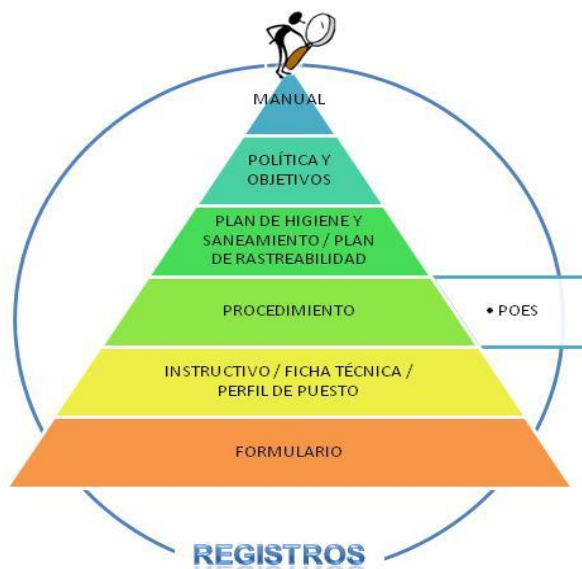 MANUAL
POLÍTICA Y
OBJETIVOS
PLAN DE HIGIENE Y
SANEAMIENTO / PLAN
DE RASTREABILIDAD
PROCEDIMIENTO
• POES
INSTRUCTIVO / FICHA TÉCNICA /
PERFIL DE PUESTO
FORMULARIO
REGISTROS